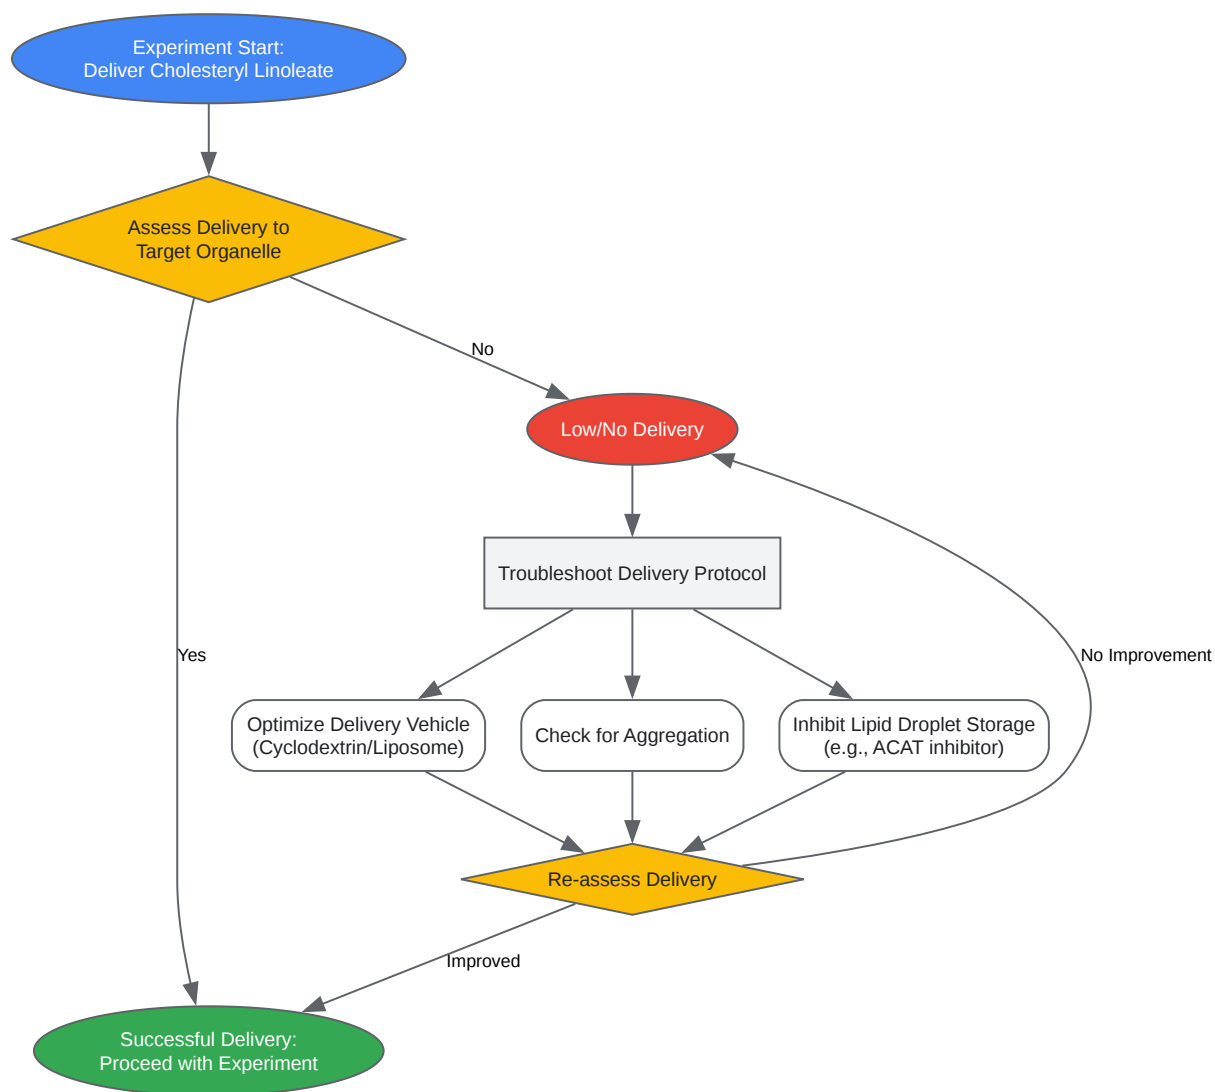 Experiment Start:
Deliver Cholesteryl Linoleate
Assess Delivery to
Target Organelle
No
Low/No Delivery
Troubleshoot Delivery Protocol
Yes
No Improvement
Optimize Delivery Vehicle
(Cyclodextrin/Liposome)
Check for Aggregation
Inhibit Lipid Droplet Storage
(e.g., ACAT inhibitor)
Re-assess Delivery
Improved
Successful Delivery:
Proceed with Experiment